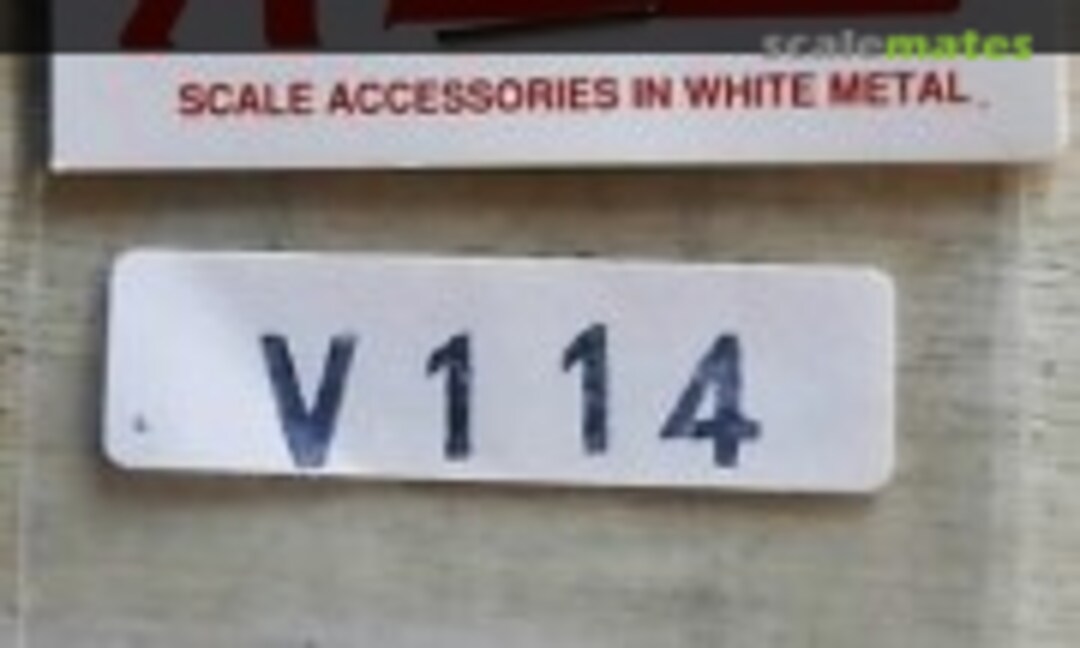 scalemates
SCALE ACCESSORIES IN WHITE METAL.
V114